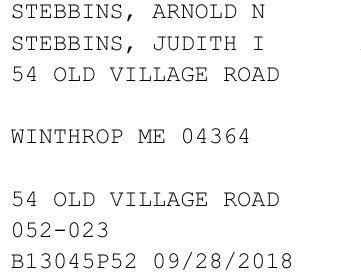 STEBBINS, ARNOLD N
STEBBINS, JUDITH I
54 OLD VILLAGE ROAD
WINTHROP ME 04364
54 OLD VILLAGE ROAD
052-023
B13045P52 09/28/2018